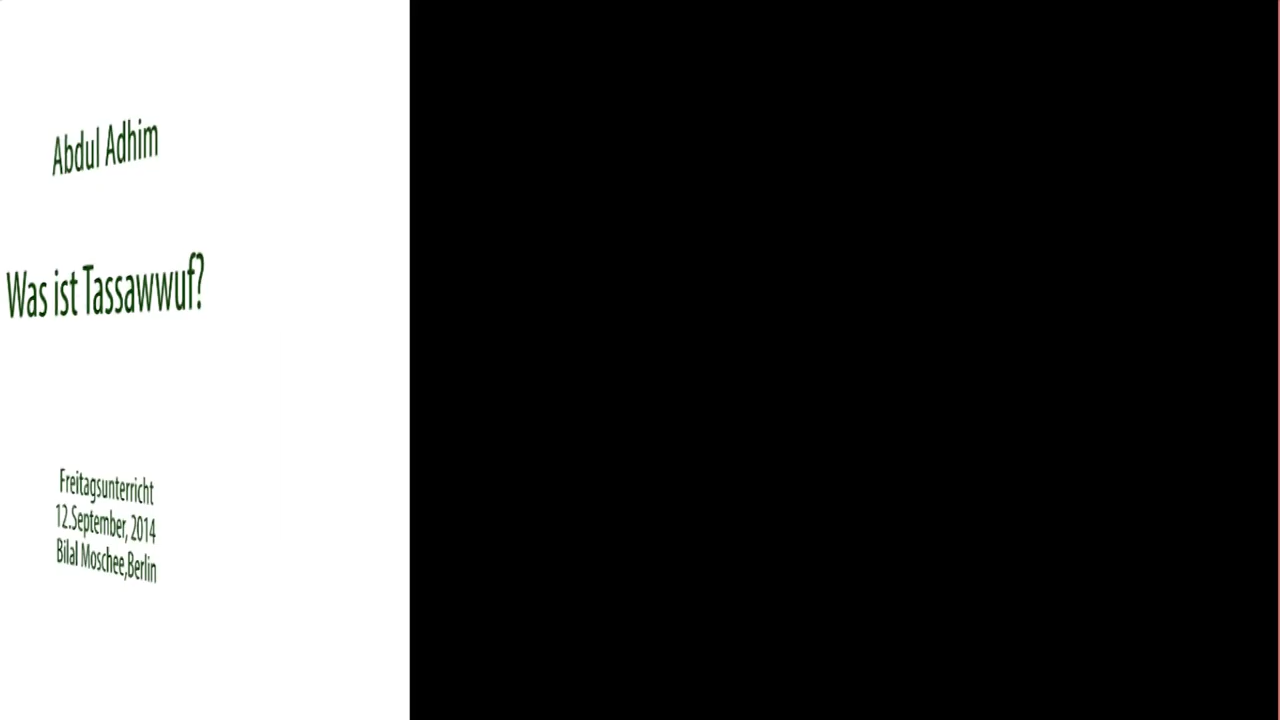 Abdul Adhim
Was ist Tassawwuf?
Freitagsunterricht
12.September, 2014
Bilal Moschee,Berlin